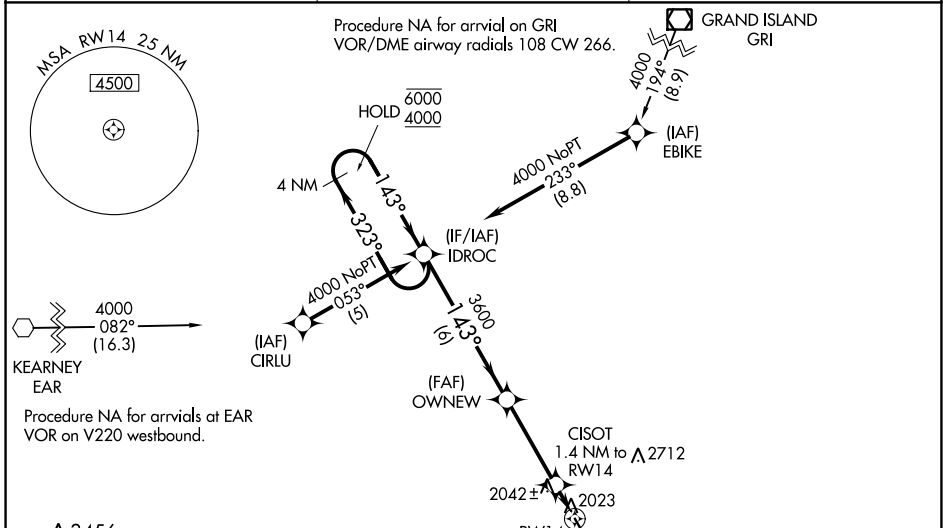 MSA RW14 25 NM
4500
Procedure NA for arrvial on GRI
VOR/DME airway radials 108 CW 266.
GRAND ISLAND
GRI
4000
194°
(8.9)
HOLD
6000
4000
(IAF)
EBIKE
4 NM
143°
4000 NoPT
233°
(8.8)
323°
(IF/IAF)
IDROC
4000 NoPT
053°
(5)
4000
082°
(16.3)
3600
143°
(6)
(IAF)
CIRLU
KEARNEY
EAR
(FAF)
OWNEW
Procedure NA for arrvials at EAR
VOR on V220 westbound.
CISOT
1.4 NM to
RW14
2712
2042±
2023